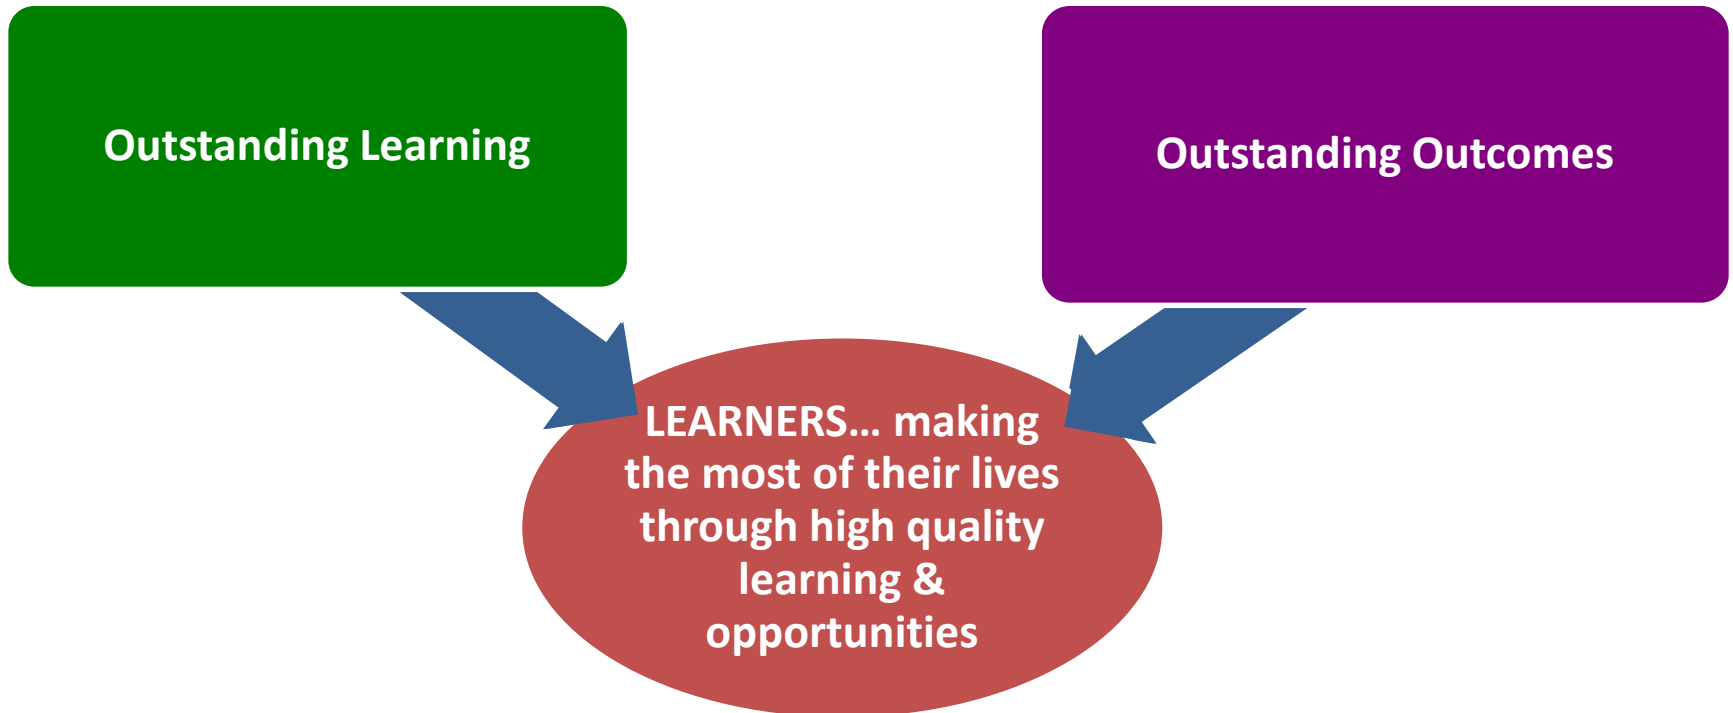 Outstanding Learning
Outstanding Outcomes
LEARNERS... making
the most of their lives
through high quality
learning &
opportunities